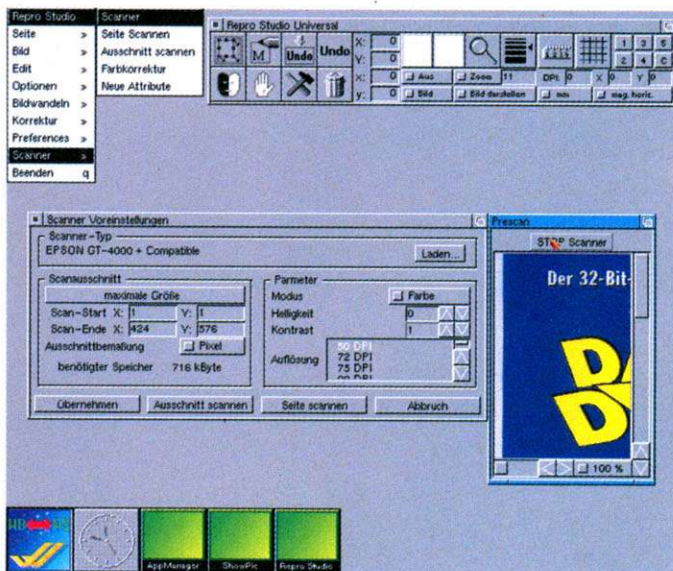 Repro Studio
Seite »
Bild »
Edit »
Optionen »
Bildwandeln »
Korrektur »
Preferences »
Scanner »
Beenden q
Scanner
Seite Scannen
Ausschnitt scannen
Farbkorrektur
Neue Attribute
Repro Studio Universal
M Undo Undo X: 0
Y: 0
x: 0 Aus Zoom 11 DPI: 0 X 0 Y 0
y: 0 Bild Bild darstellen mag. horiz.
1 3 5
2 4 C
Scanner Voreinstellungen
Scanner-Typ
EPSON GT-4000 + Compatible Laden...
Scanausschnitt
maximale Größe
Scan-Start X: 1 Y: 1
Scan-Ende X: 424 Y: 576
Ausschnittbemaßung Pixel
benötigter Speicher 716 kByte
Parmeter
Modus Farbe
Helligkeit 0
Kontrast 1
Auflösung
50 DPI
72 DPI
75 DPI
Übernehmen Ausschnitt scannen Seite scannen Abbruch
Prescan
STOP Scanner
Der 32-Bit-
100 %
AppManager ShowPic Repro Studio